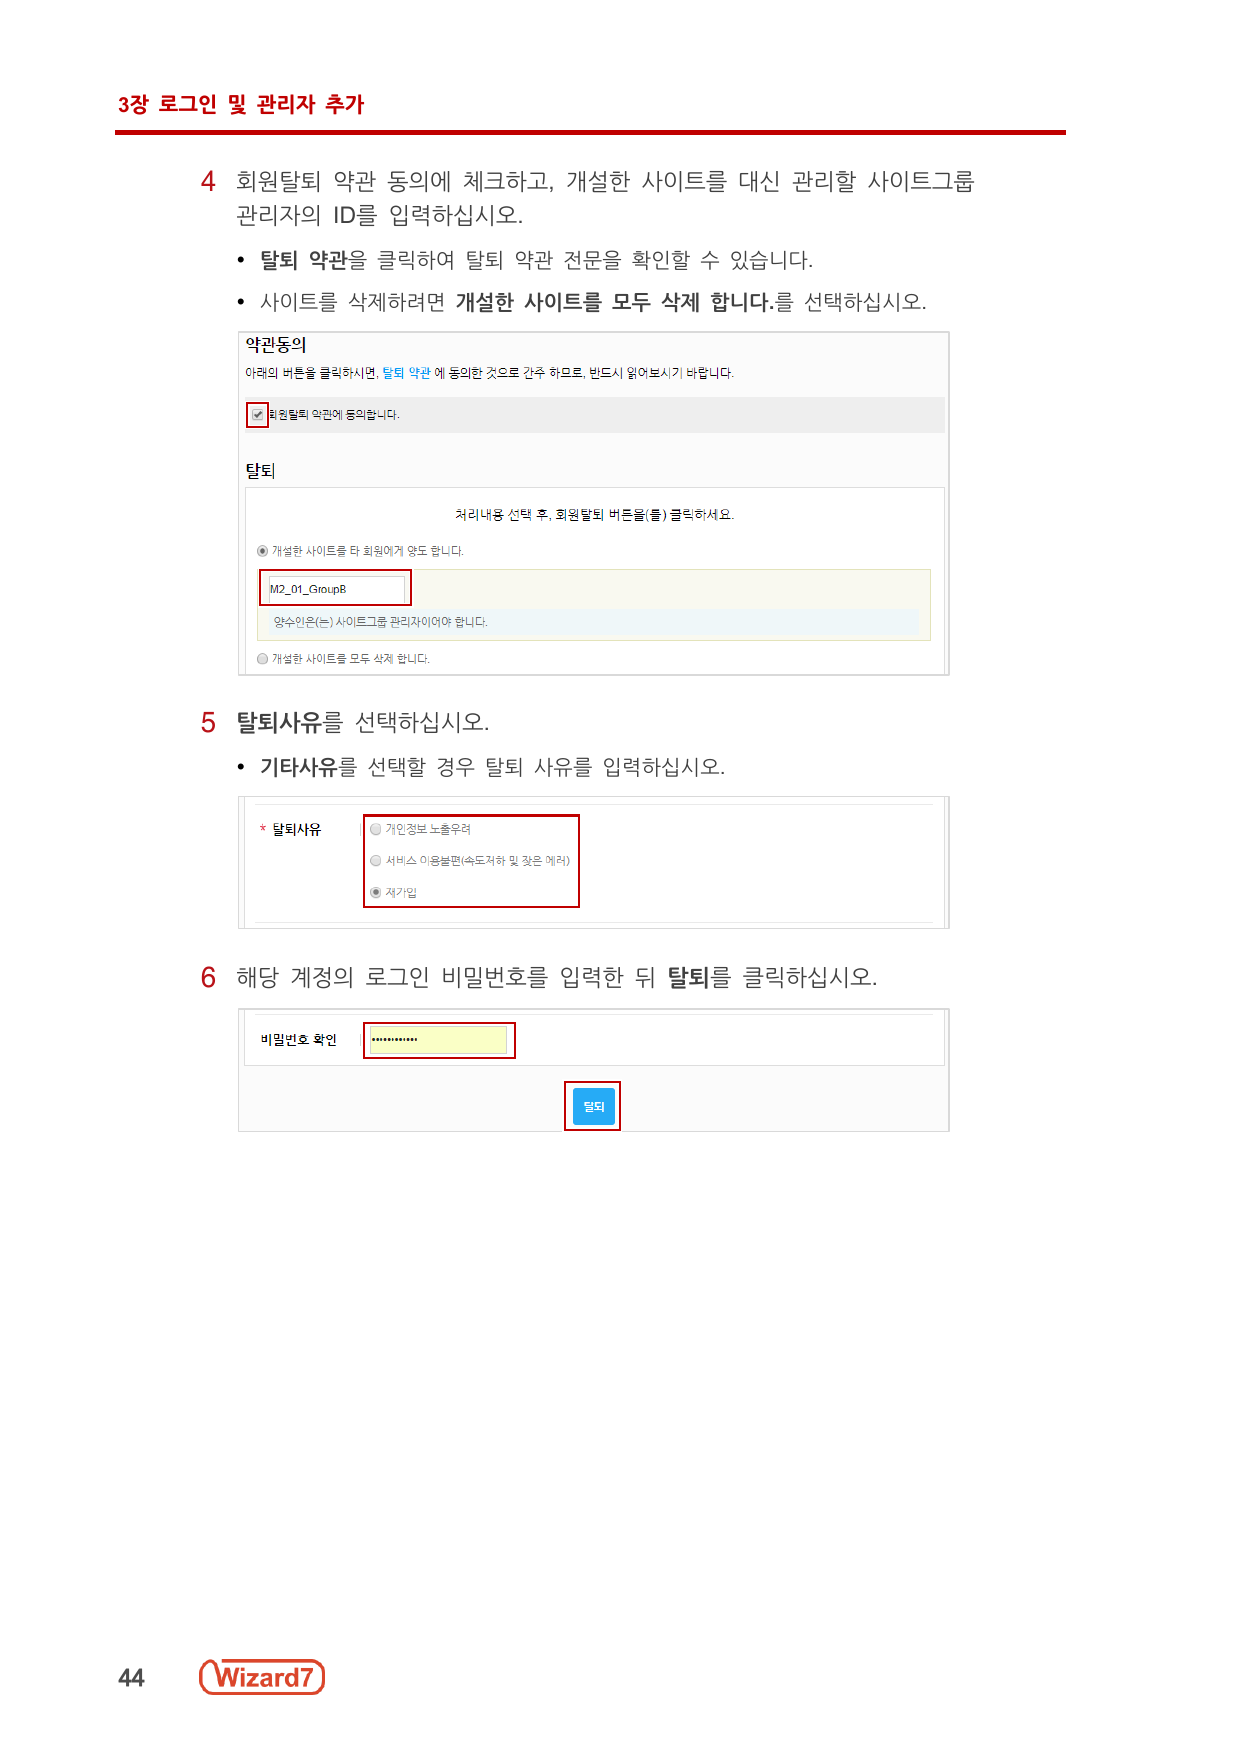 3장 로그인 및 관리자 추가
4 회원탈퇴 약관 동의에 체크하고, 개설한 사이트를 대신 관리할 사이트그룹
관리자의 ID를 입력하십시오.
• 탈퇴 약관을 클릭하여 탈퇴 약관 전문을 확인할 수 있습니다.
• 사이트를 삭제하려면 개설한 사이트를 모두 삭제 합니다.를 선택하십시오.
약관동의
아래의 버튼을 클릭하시면, 탈퇴 약관 에 동의한 것으로 간주 하므로, 반드시 읽어보시기 바랍니다.
회원탈퇴 약관에 동의합니다.
탈퇴
처리내용 선택 후, 회원탈퇴 버튼을(를) 클릭하세요.
개설한 사이트를 타 회원에게 양도 합니다.
M2_01_GroupB
양수인은(는) 사이트그룹 관리자이어야 합니다.
개설한 사이트를 모두 삭제 합니다.
5 탈퇴사유를 선택하십시오.
• 기타사유를 선택할 경우 탈퇴 사유를 입력하십시오.
* 탈퇴사유 개인정보 노출우려
서비스 이용불편(속도저하 및 잦은 에러)
재가입
6 해당 계정의 로그인 비밀번호를 입력한 뒤 탈퇴를 클릭하십시오.
비밀번호 확인 ••••••••••••
탈퇴
44 Wizard7